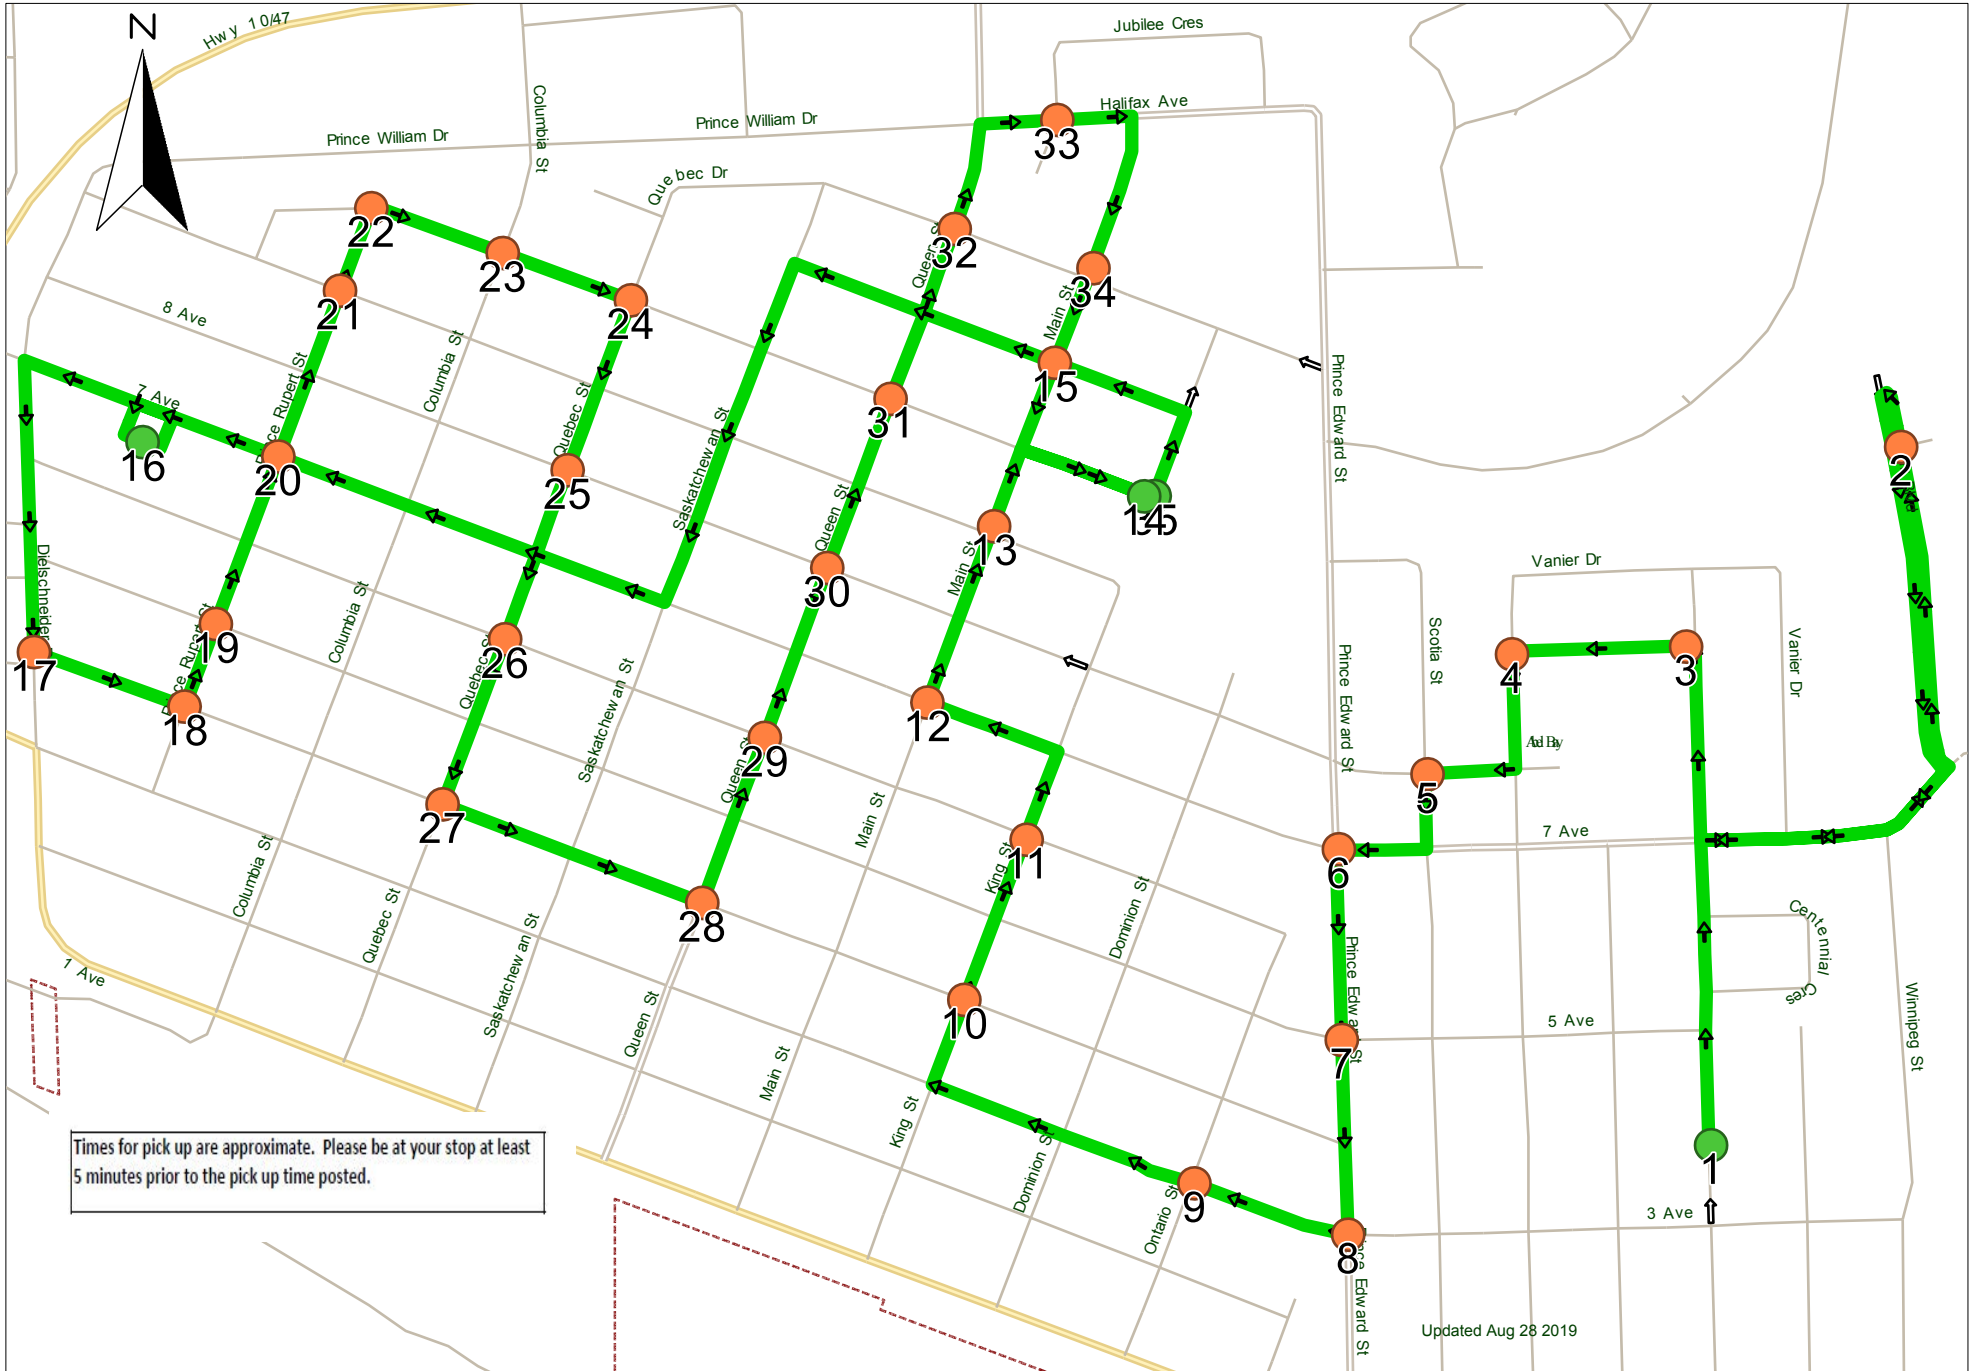 N
Hwy 10/47
Jubilee Cres
Halifax Ave
Columbia St
Prince William Dr
Prince William Dr
33
Quebec Dr
22
23
Queen St
32
34
21
24
Main St
8 Ave
Prince Rupert St
Columbia St
Prince Edward St
7 Ave
15
Quebec St
Saskatchewan St
31
16
20
25
2
Queen St
13
Main St
Dielschneider
Vanier Dr
30
Columbia St
Prince Rupert St
19
17
26
Quebec St
Saskatchewan St
Prince Edward St
Scotia St
4
3
Vanier Dr
18
12
29
Queen St
5
27
Main St
7 Ave
11
King St
6
Columbia St
Quebec St
Saskatchewan St
28
Dominion St
Centennial
Cres
1 Ave
Queen St
10
Prince Edward St
5 Ave
7
Winnipeg St
Main St
King St
Dominion St
Times for pick up are approximate. Please be at your stop at least
5 minutes prior to the pick up time posted.
9
Ontario St
1
3 Ave
8
Edward St
Updated Aug 28 2019